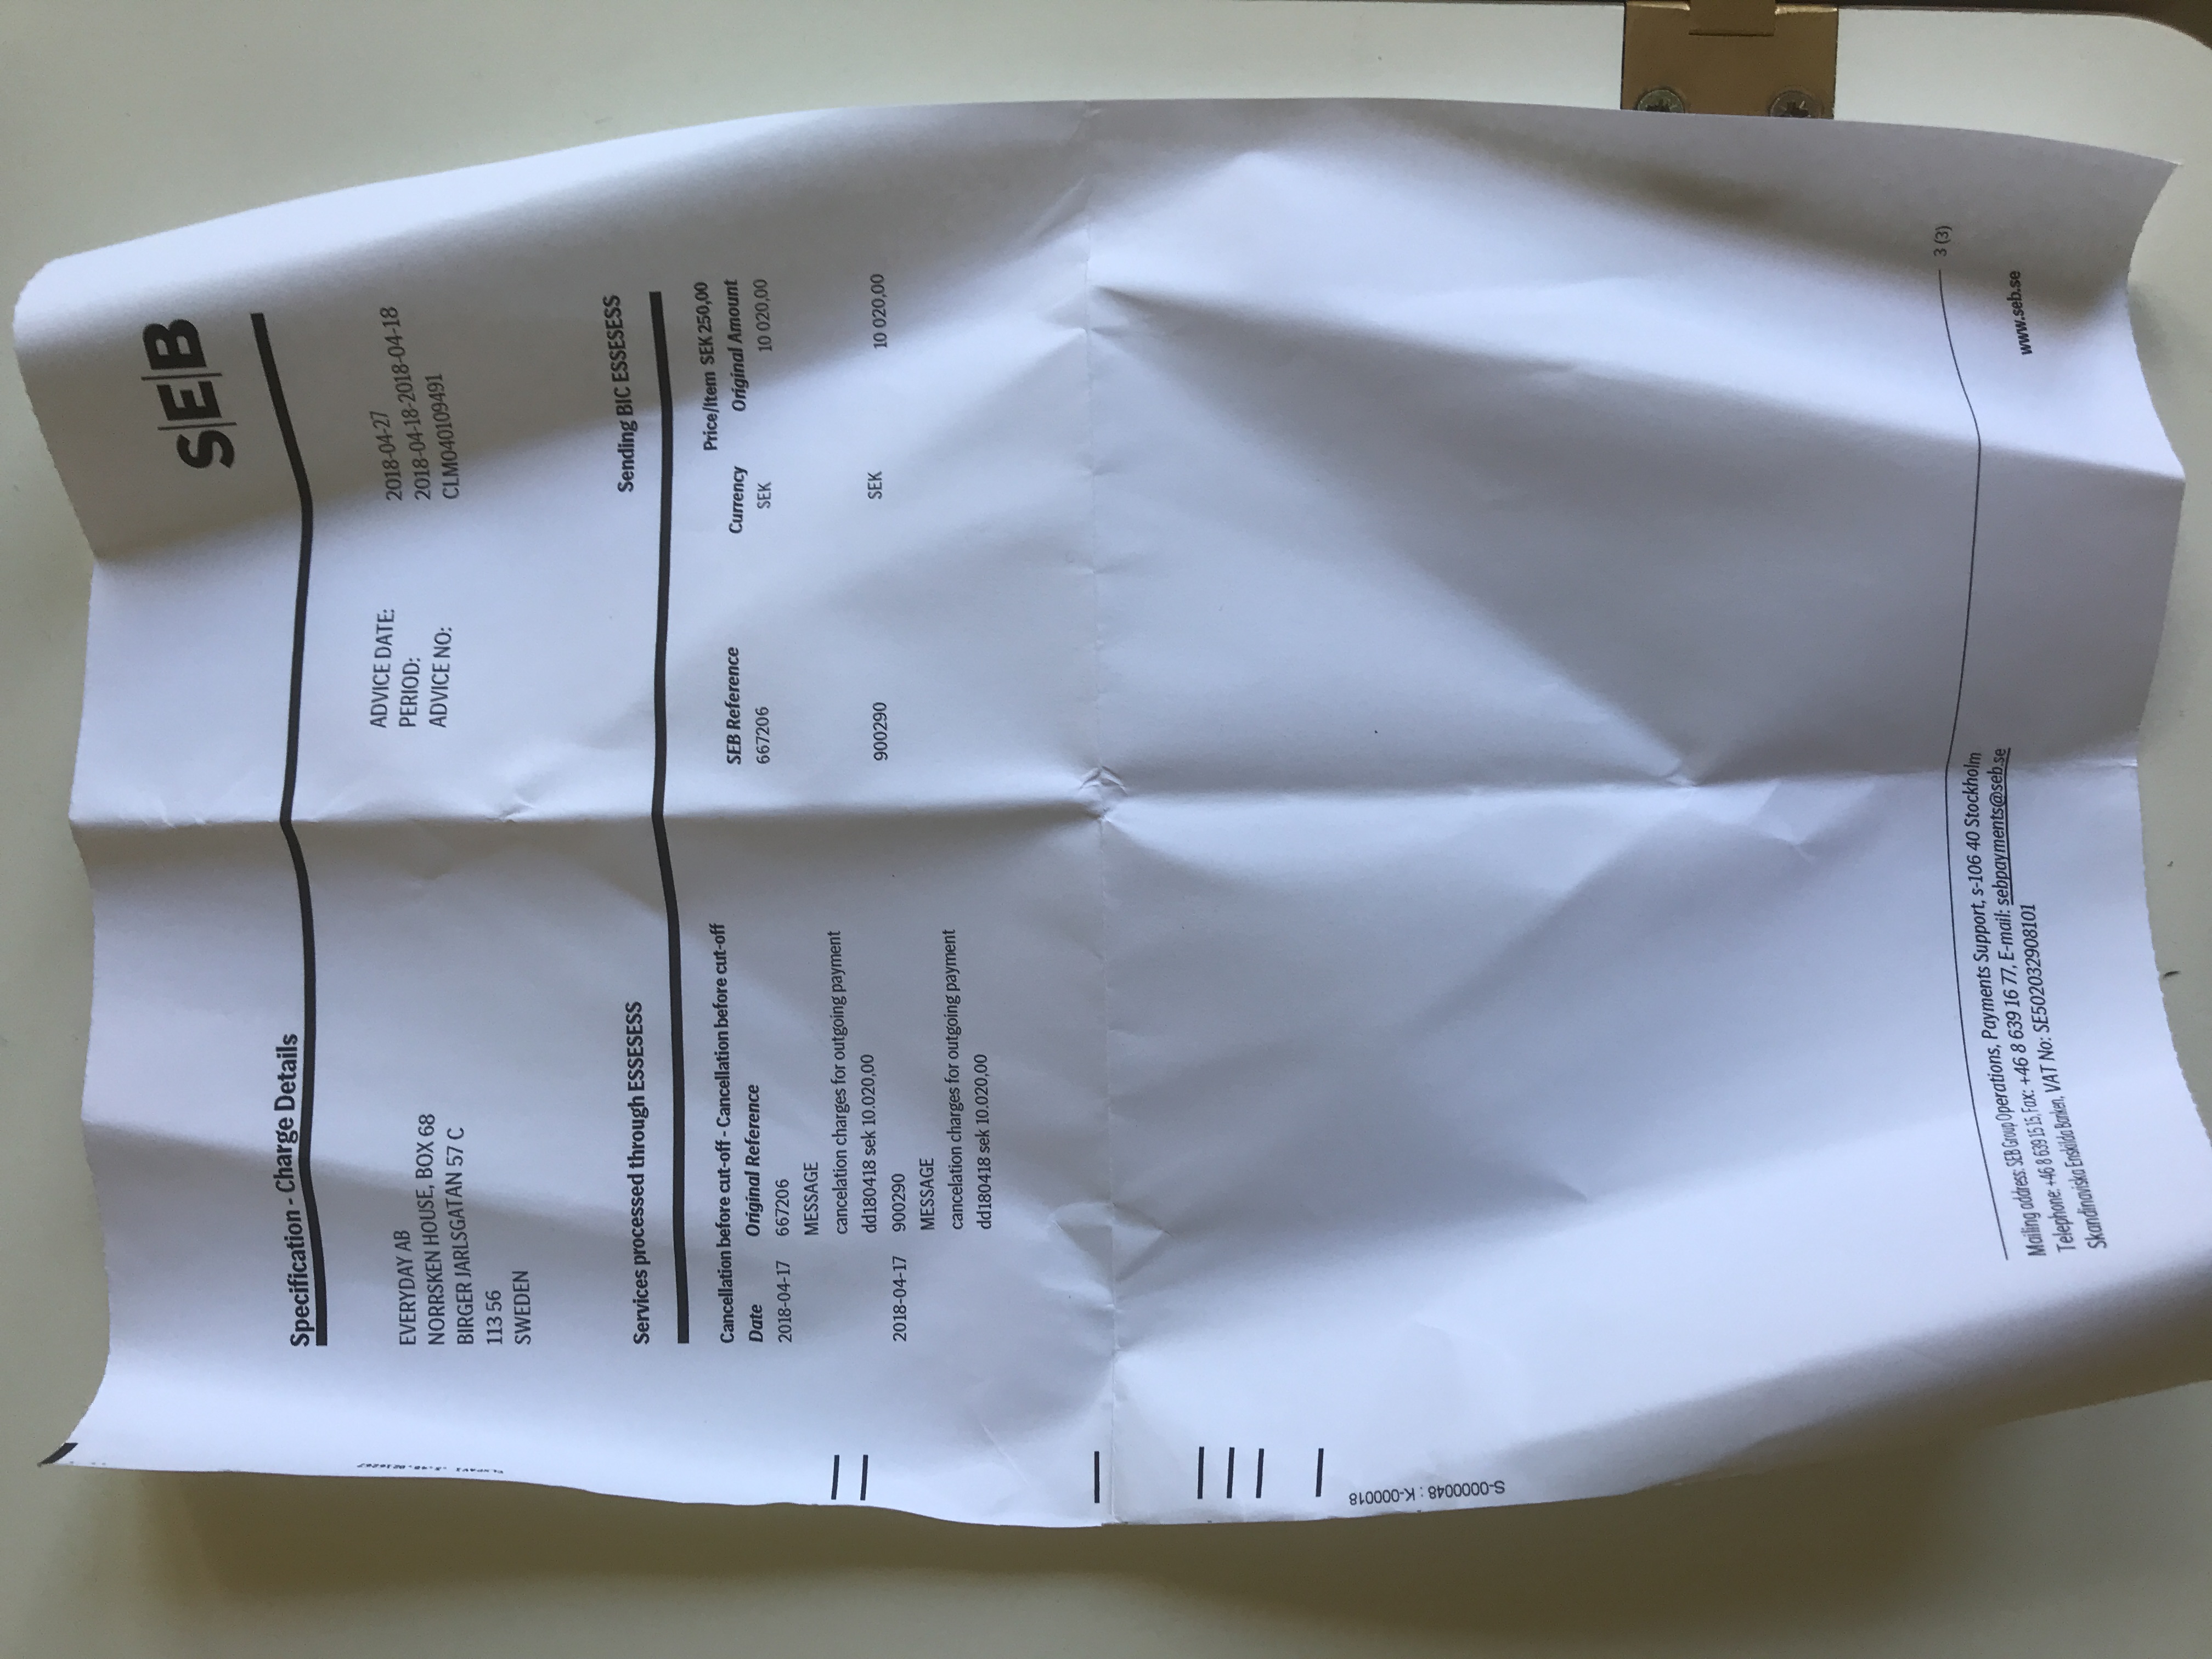 SEB
Specification - Charge Details
EVERYDAY AB
NORRSKEN HOUSE, BOX 68
BIRGER JARLSGATAN 57 C
113 56
SWEDEN
ADVICE DATE: 2018-04-27
PERIOD: 2018-04-18-2018-04-18
ADVICE NO: CLM040109491
Services processed through ESSESESS Sending BIC ESSESESS
Cancellation before cut-off - Cancellation before cut-off Price/Item SEK 250,00
Date Original Reference SEB Reference Currency Original Amount
2018-04-17 667206 667206 SEK 10 020,00
MESSAGE
cancelation charges for outgoing payment
dd180418 sek 10.020,00
2018-04-17 900290 900290 SEK 10 020,00
MESSAGE
cancelation charges for outgoing payment
dd180418 sek 10.020,00
S-0000048 : K-000018
3 (3)
Mailing address: SEB Group Operations, Payments Support, s-106 40 Stockholm
Telephone: +46 8 639 15 15, Fax: +46 8 639 16 77, E-mail: sebpayments@seb.se
Skandinaviska Enskilda Banken, VAT No: SE502032908101
www.seb.se